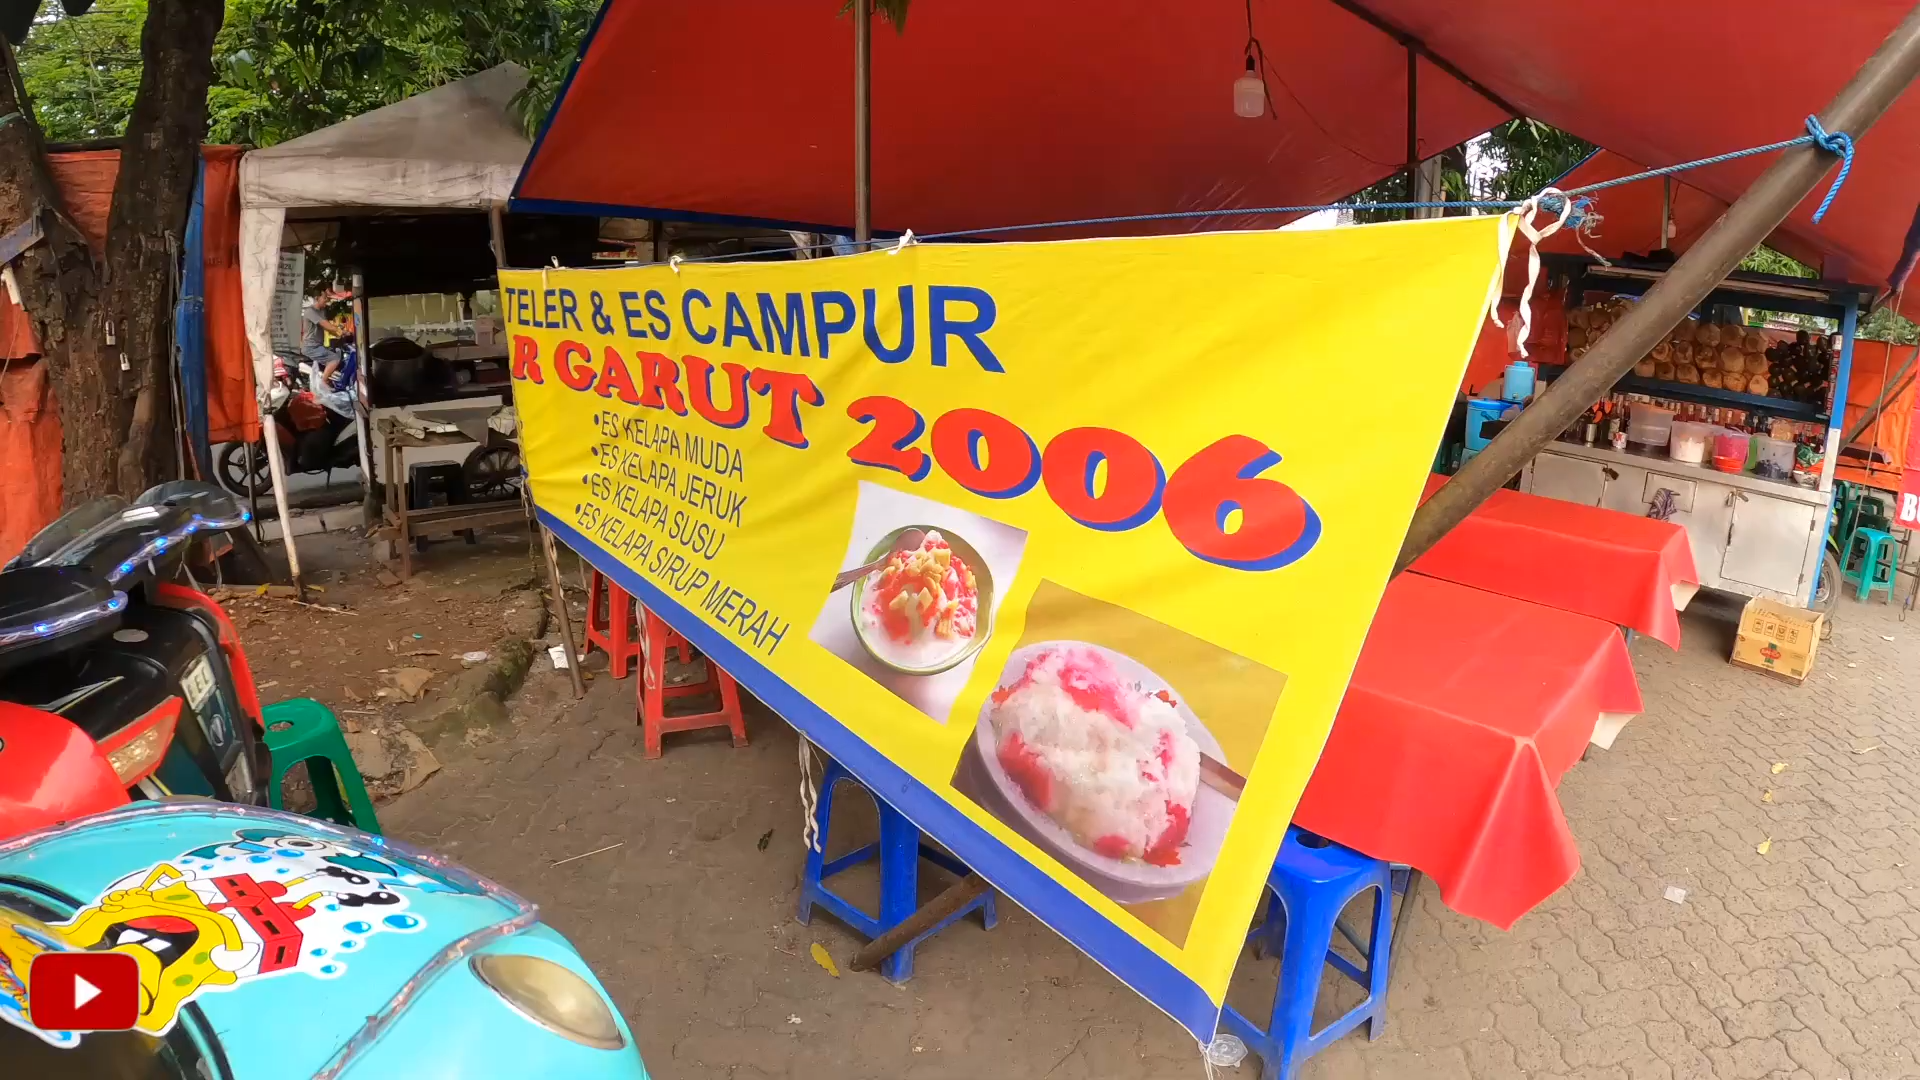 TELER & ES CAMPUR
R GARUT 2006
•ES KELAPA MUDA
•ES KELAPA JERUK
•ES KELAPA SUSU
•ES KELAPA SIRUP MERAH